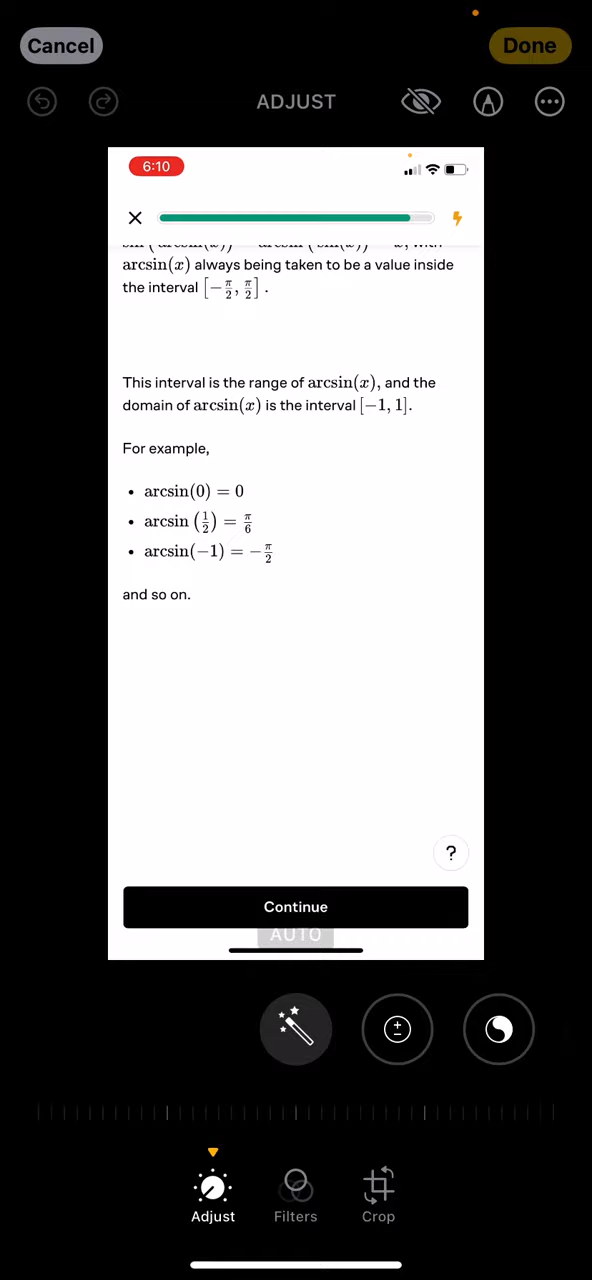 Cancel
Done
ADJUST
6:10
arcsin(x) always being taken to be a value inside
the interval [−π/2, π/2].
This interval is the range of arcsin(x), and the
domain of arcsin(x) is the interval [−1, 1].
For example,
• arcsin(0) = 0
• arcsin(1/2) = π/6
• arcsin(−1) = −π/2
and so on.
?
Continue
AUTO
Adjust
Filters
Crop